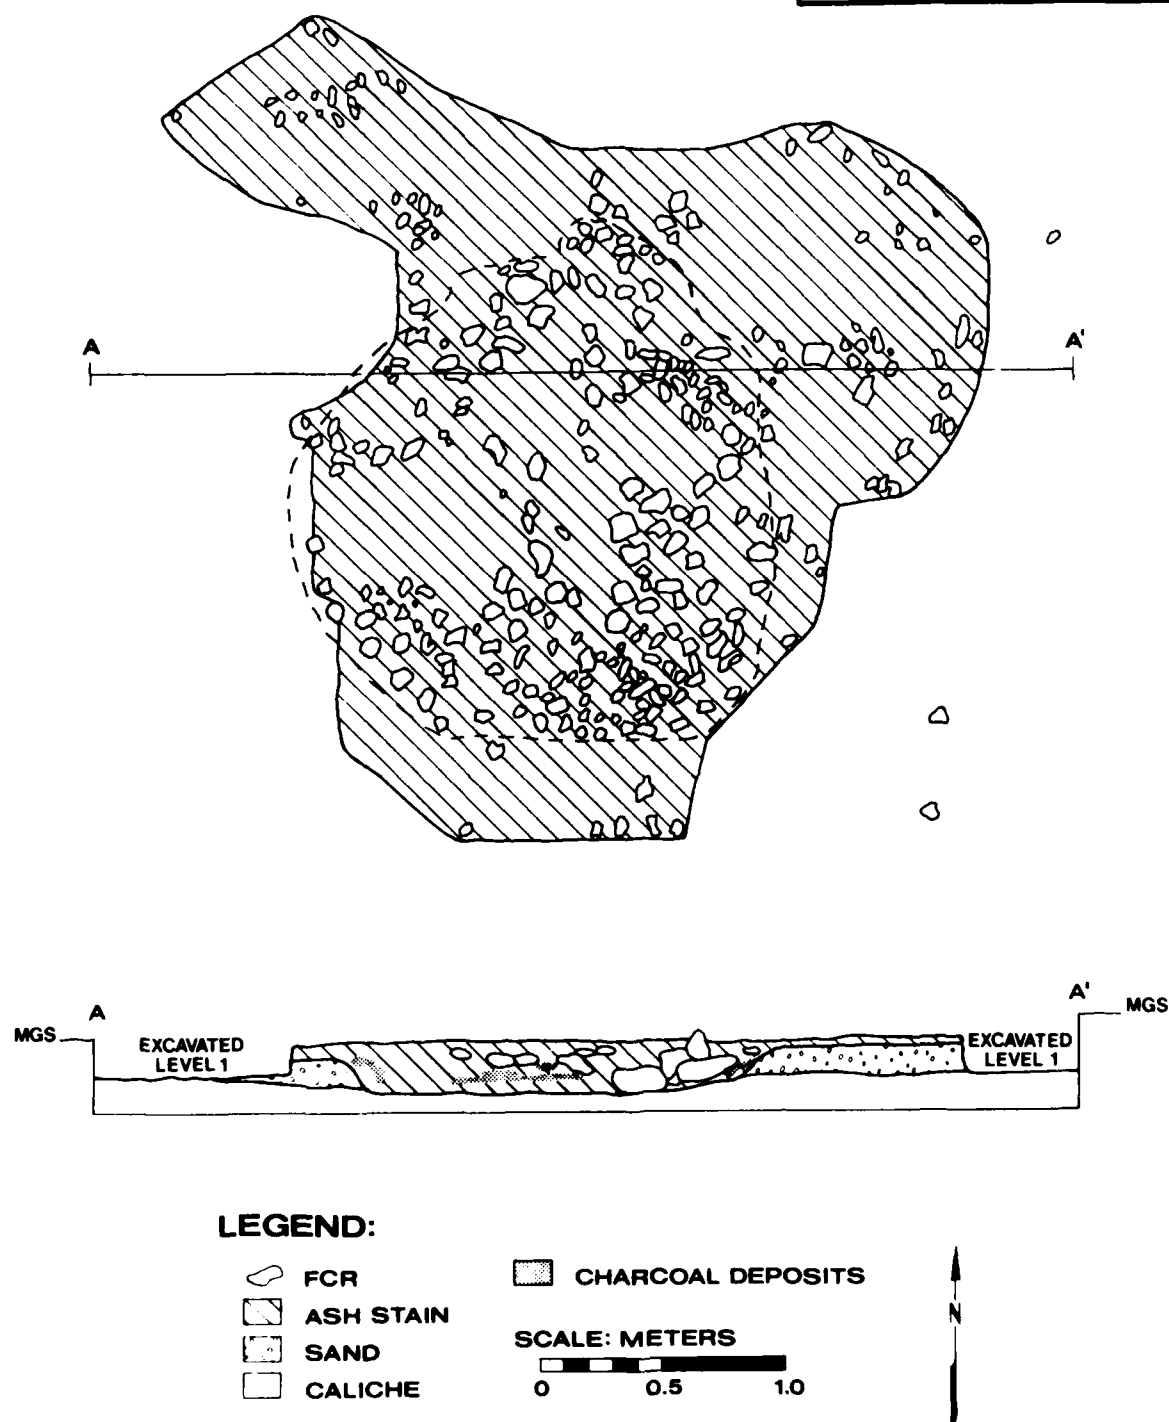 A
A'
A
A'
MGS
MGS
EXCAVATED
LEVEL 1
EXCAVATED
LEVEL 1
LEGEND:
FCR
CHARCOAL DEPOSITS
ASH STAIN
N
SAND
SCALE: METERS
CALICHE
0 0.5 1.0